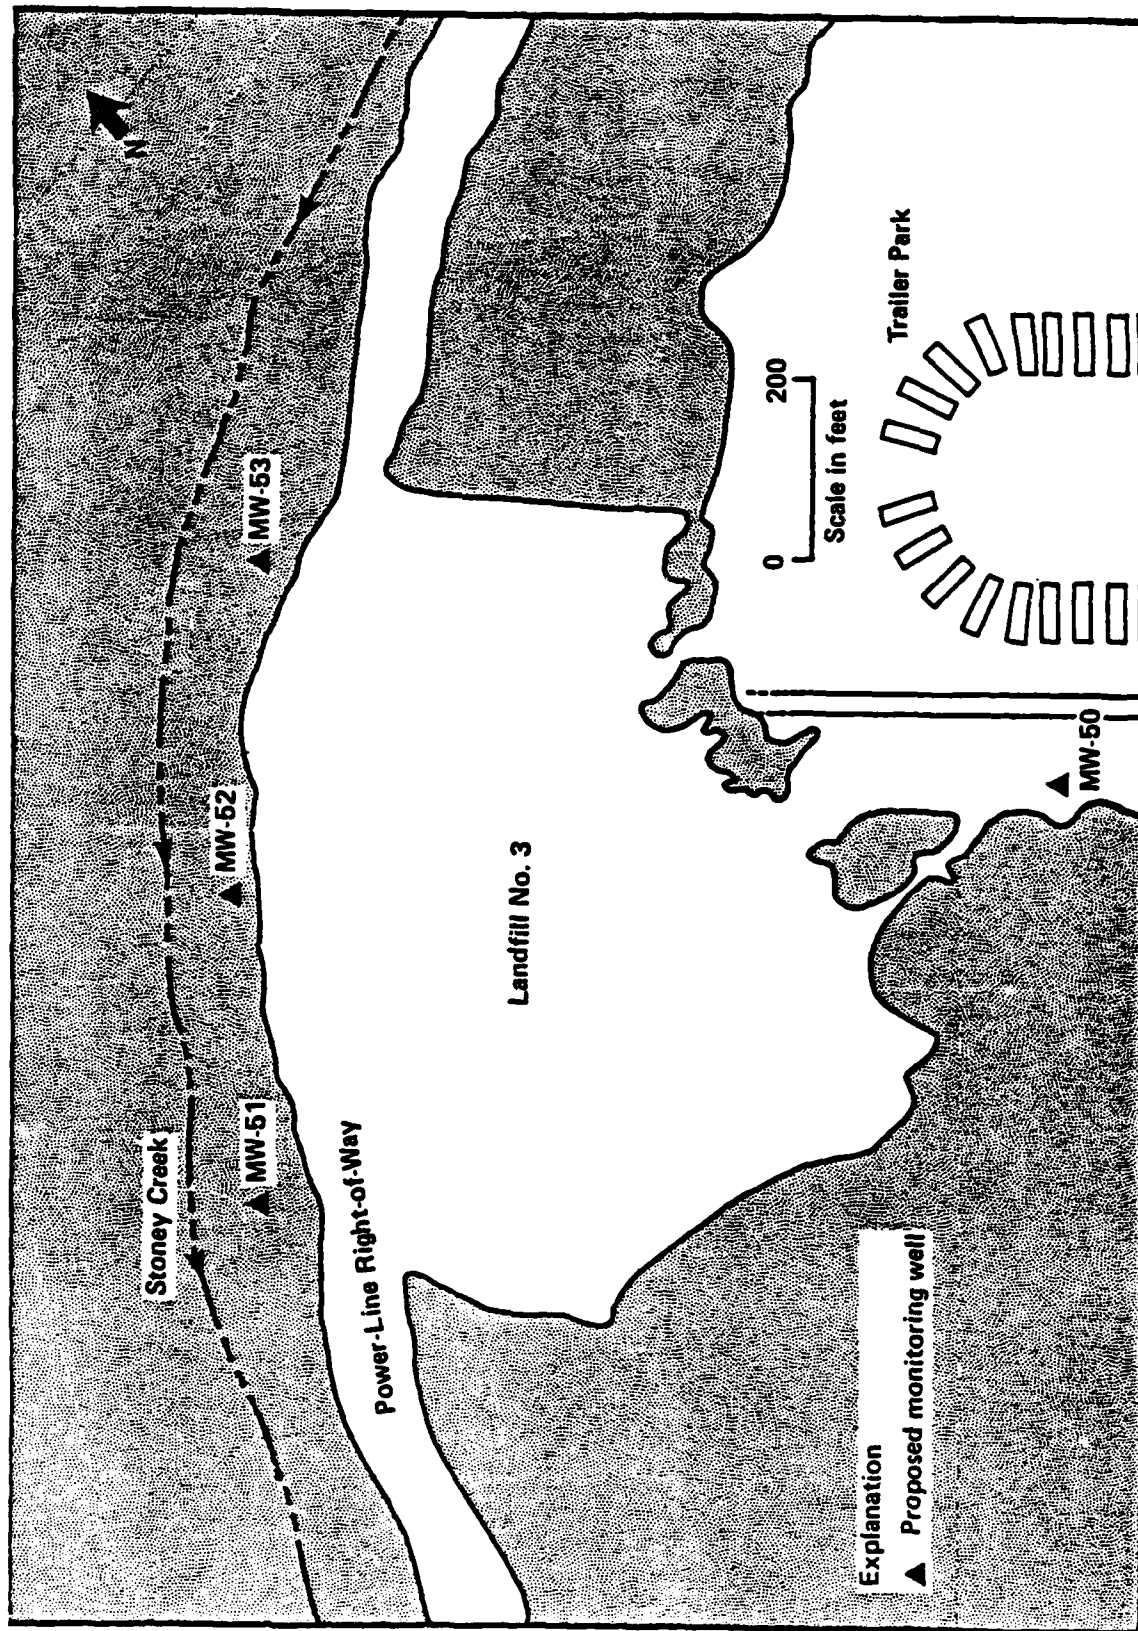 N
Stoney Creek
MW-51
MW-52
MW-53
Power-Line Right-of-Way
Landfill No. 3
Trailer Park
0 200
Scale in feet
MW-50
Explanation
▲ Proposed monitoring well